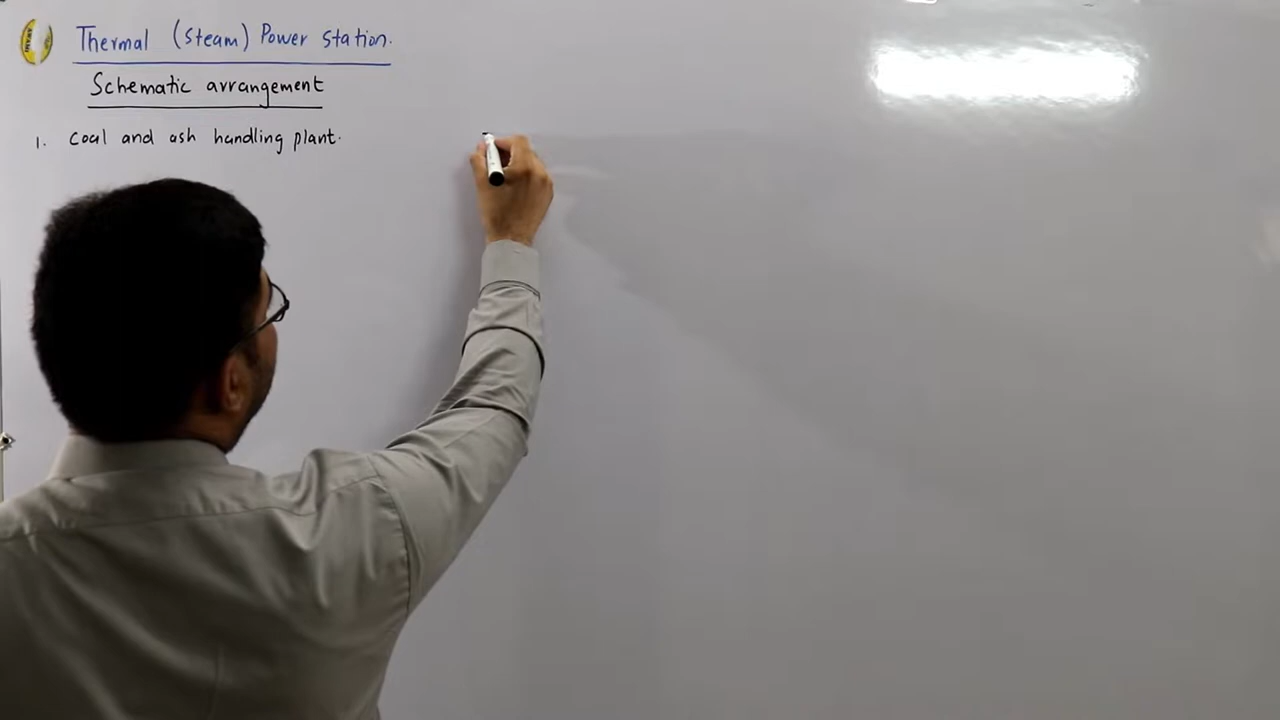 Thermal (Steam) Power Station.
Schematic arrangement
1. Coal and ash handling plant.